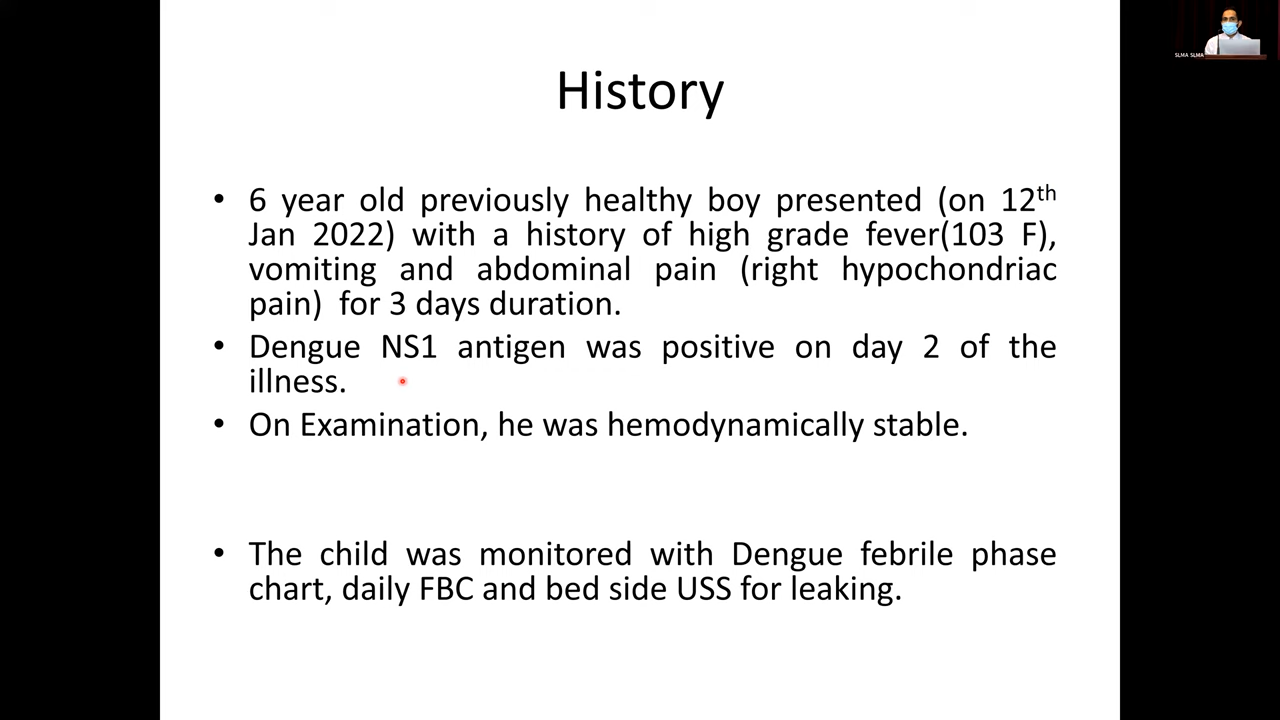 SLMA SLMA
History
• 6 year old previously healthy boy presented (on 12th
Jan 2022) with a history of high grade fever(103 F),
vomiting and abdominal pain (right hypochondriac
pain) for 3 days duration.
• Dengue NS1 antigen was positive on day 2 of the
illness.
• On Examination, he was hemodynamically stable.
• The child was monitored with Dengue febrile phase
chart, daily FBC and bed side USS for leaking.